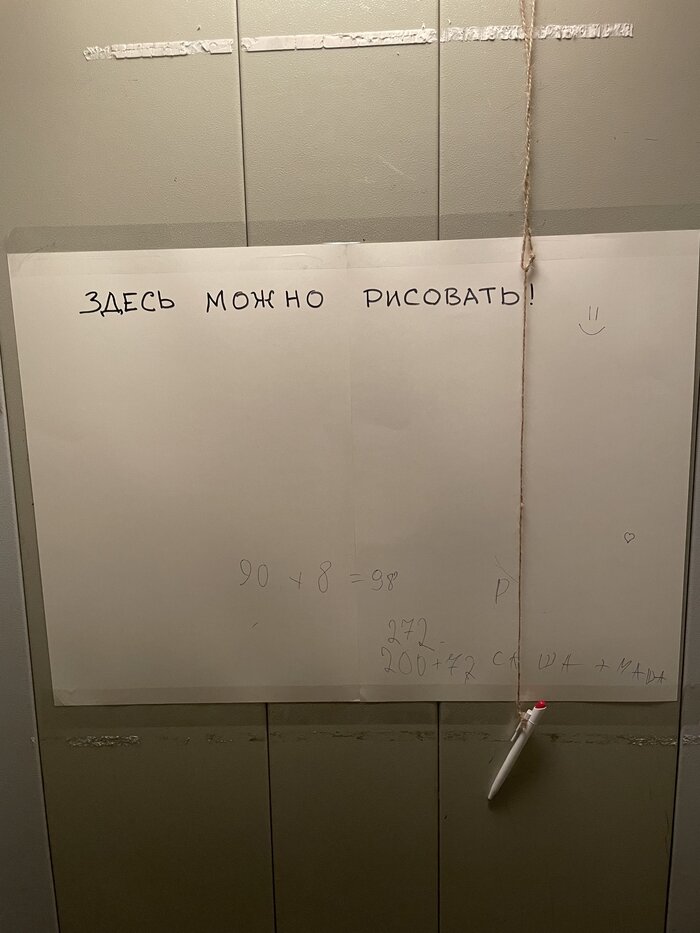 ЗДЕСЬ МОЖНО РИСОВАТЬ!
90 + 8 = 98
Р
272
200+72 САША + МАША